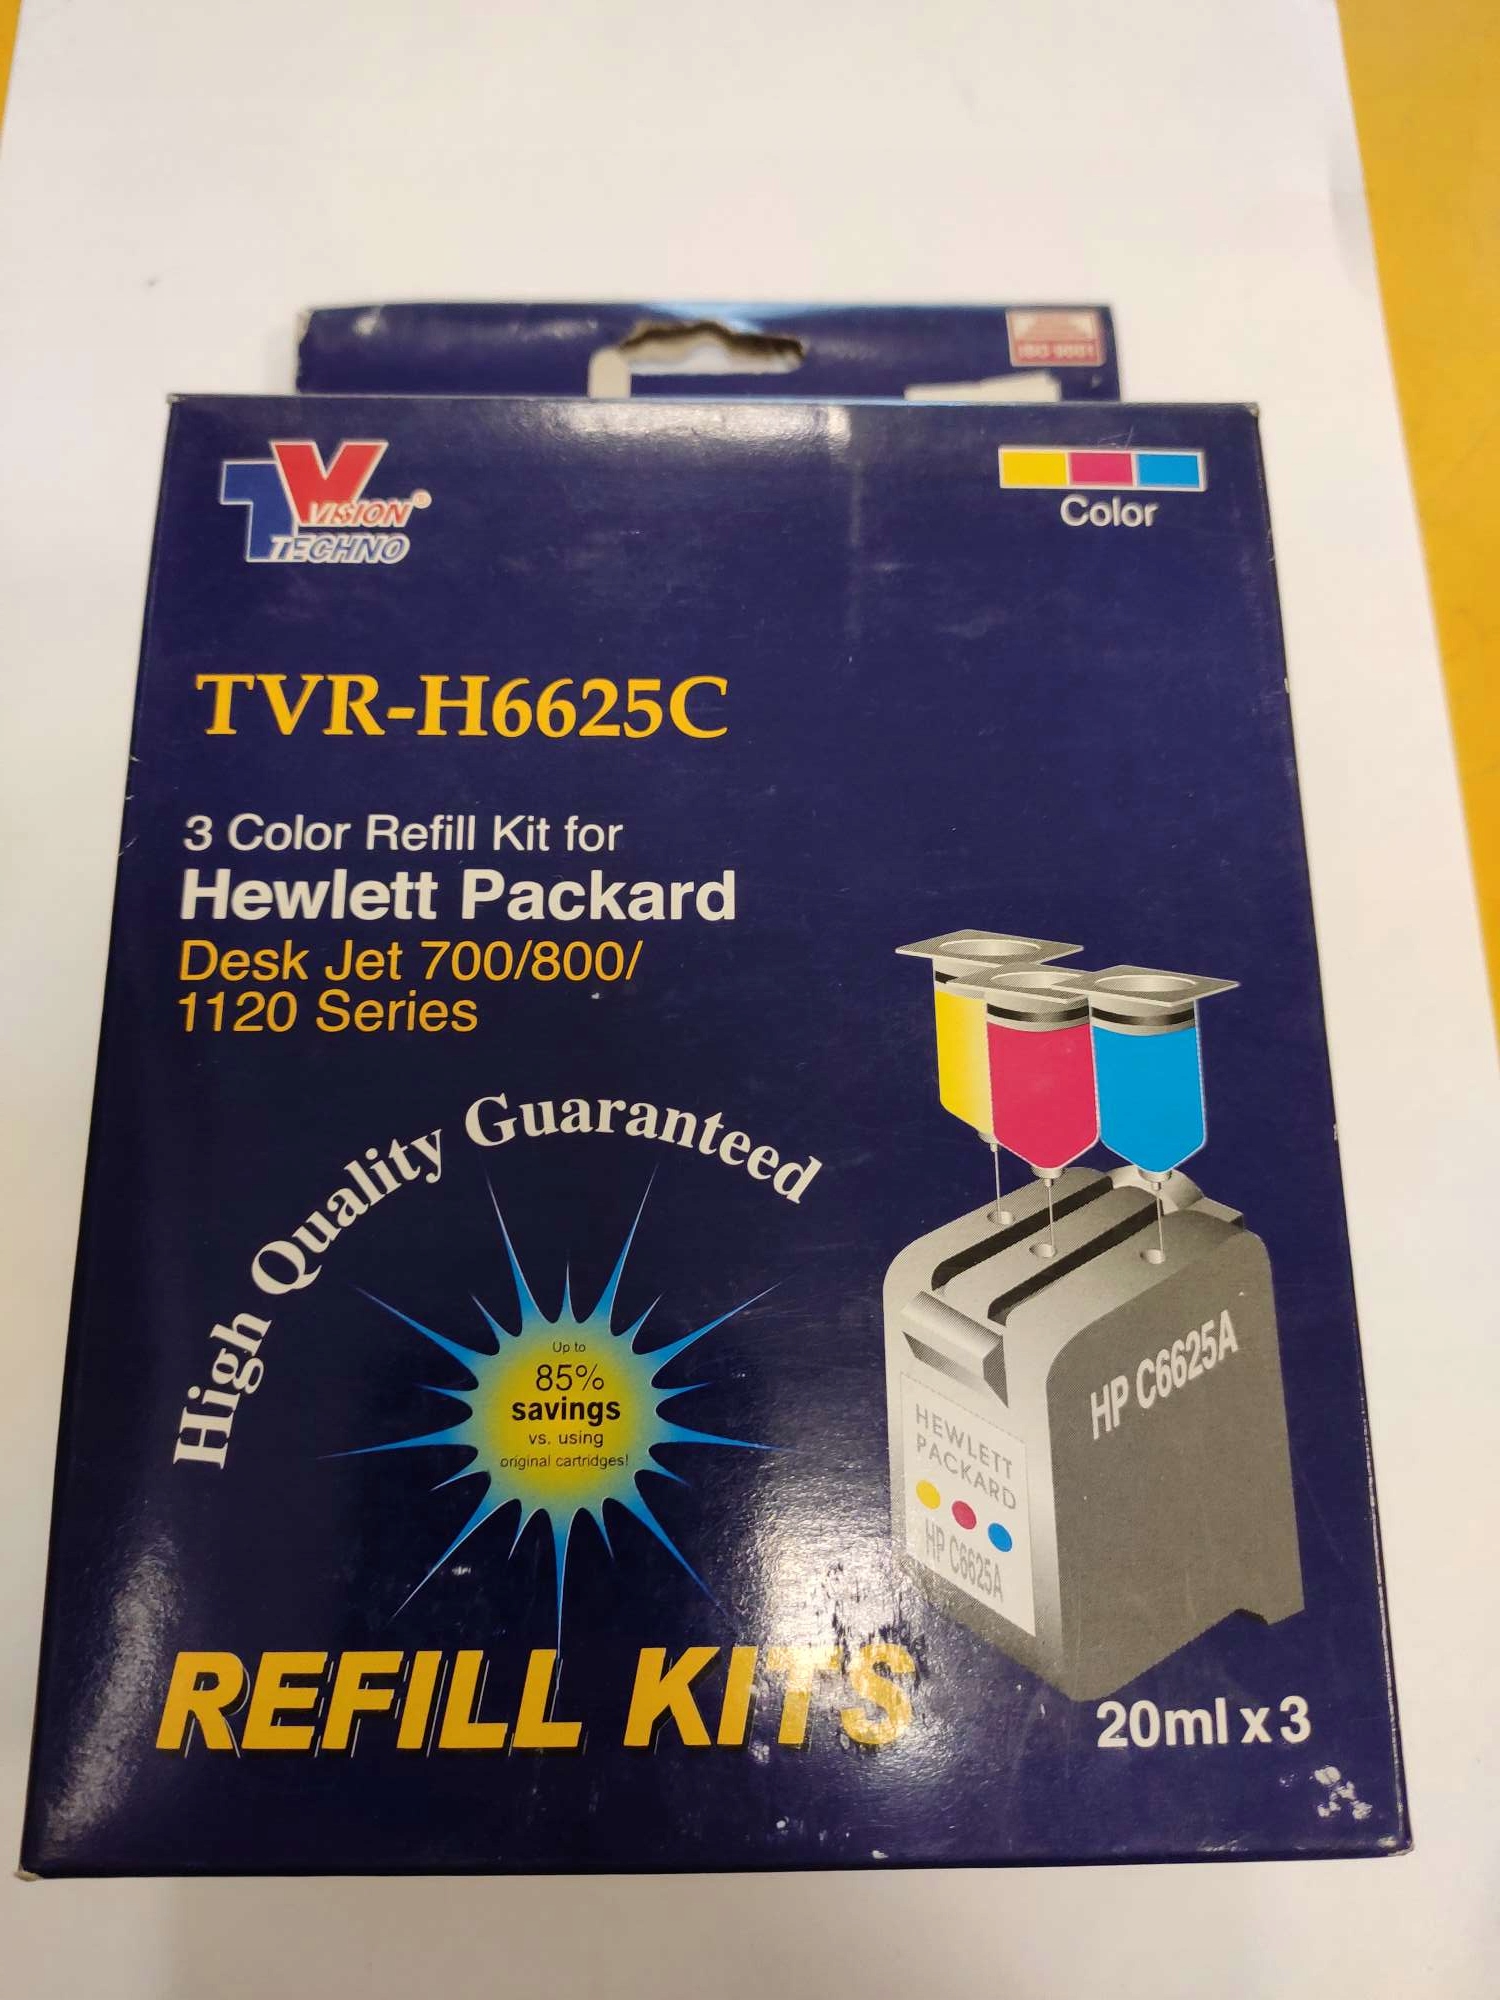 ISO 9001
VISION®
TECHNO
Color
TVR-H6625C
3 Color Refill Kit for
Hewlett Packard
Desk Jet 700/800/
1120 Series
High Quality Guaranteed
Up to
85%
savings
vs. using
original cartridges!
HP C6625A
HEWLETT
PACKARD
HP C6625A
REFILL KITS
20ml x 3